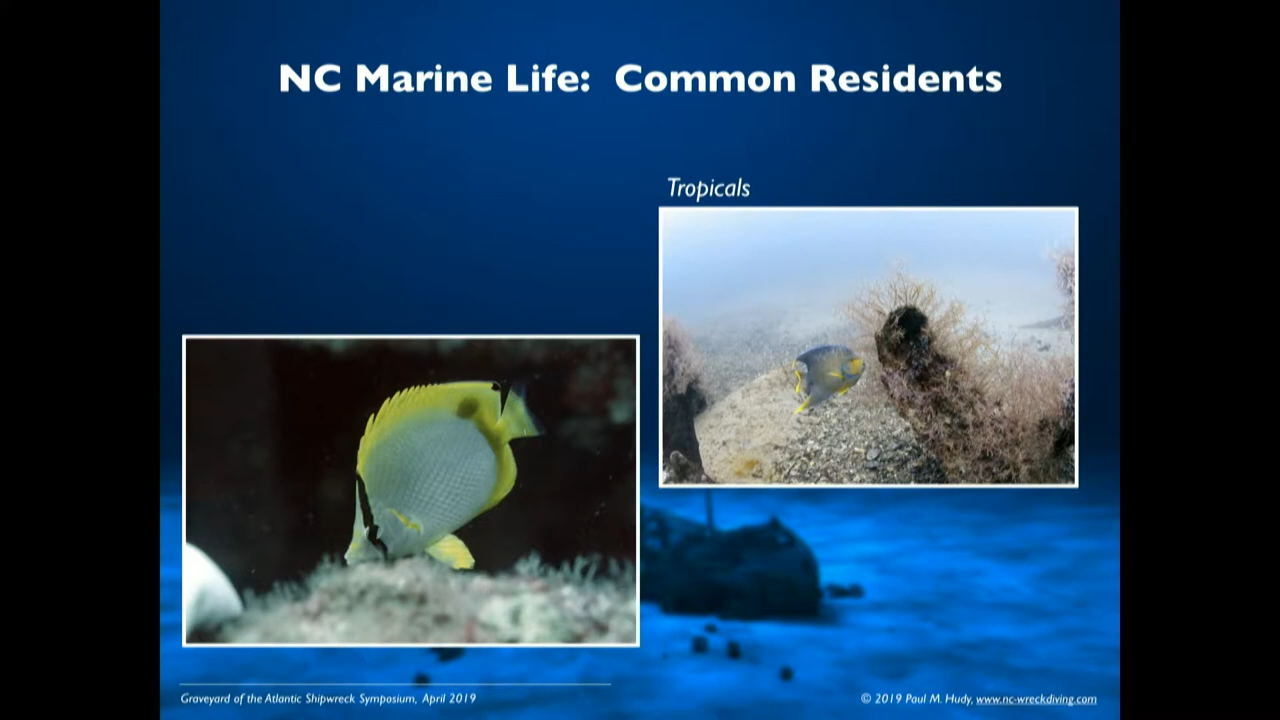 NC Marine Life: Common Residents
Tropicals
Graveyard of the Atlantic Shipwreck Symposium, April 2019
© 2019 Paul M. Hudy, www.nc-wreckdiving.com